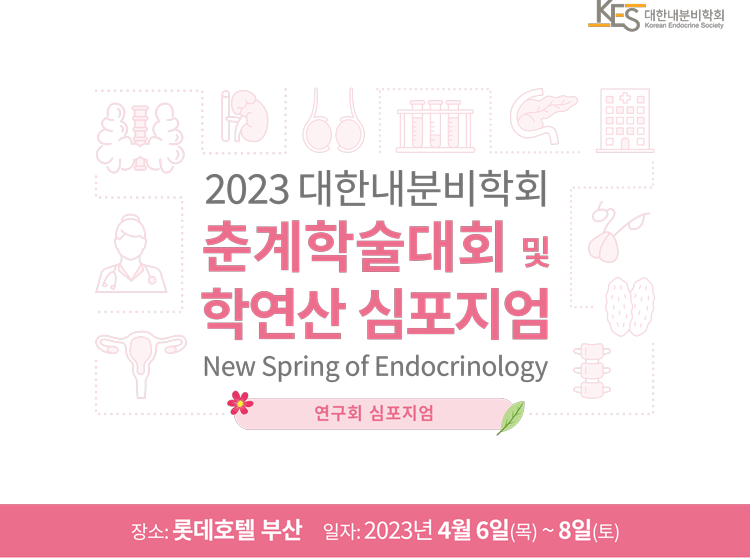 KES 대한내분비학회
Korean Endocrine Society
2023 대한내분비학회
춘계학술대회 및
학연산 심포지엄
New Spring of Endocrinology
연구회 심포지엄
장소: 롯데호텔 부산 일자: 2023년 4월 6일(목) ~ 8일(토)